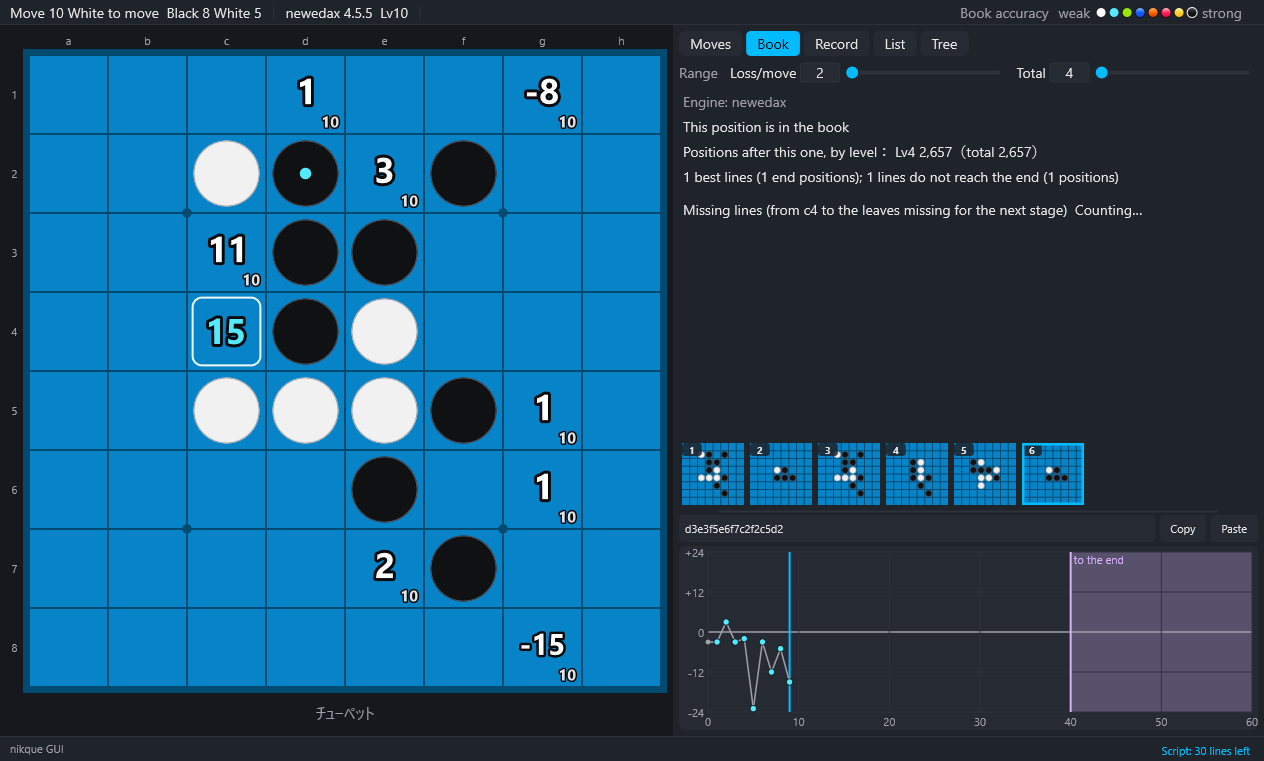 Move 10 White to move Black 8 White 5 newedax 4.5.5 Lv10
Book accuracy weak strong
a b c d e f g h
1 2 3 4 5 6 7 8
1 10
-8 10
3 10
11 10
15
1 10
1 10
2 10
-15 10
チューペット
Moves Book Record List Tree
Range Loss/move 2 Total 4
Engine: newedax
This position is in the book
Positions after this one, by level： Lv4 2,657（total 2,657）
1 best lines (1 end positions); 1 lines do not reach the end (1 positions)
Missing lines (from c4 to the leaves missing for the next stage) Counting...
1 2 3 4 5 6
d3e3f5e6f7c2f2c5d2 Copy Paste
+24
+12
0
-12
-24
to the end
0 10 20 30 40 50 60
nikque GUI
Script: 30 lines left